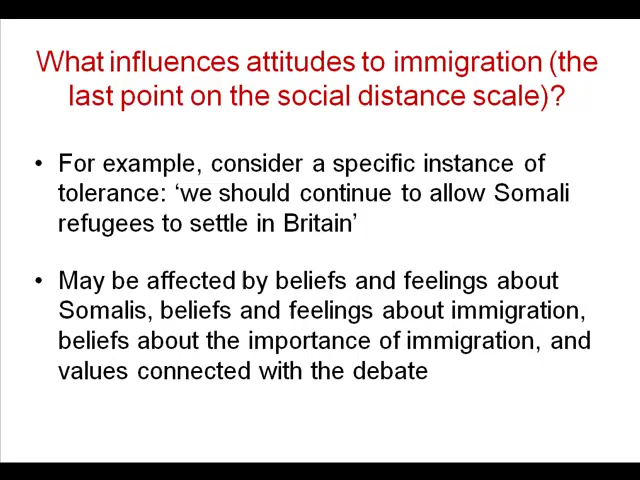 What influences attitudes to immigration (the
last point on the social distance scale)?
• For example, consider a specific instance of
tolerance: ‘we should continue to allow Somali
refugees to settle in Britain’
• May be affected by beliefs and feelings about
Somalis, beliefs and feelings about immigration,
beliefs about the importance of immigration, and
values connected with the debate